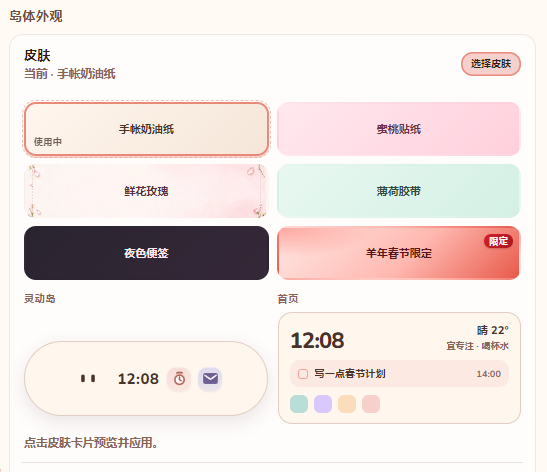 岛体外观
皮肤
当前 · 手帐奶油纸
选择皮肤
手帐奶油纸
使用中
蜜桃贴纸
鲜花玫瑰
薄荷胶带
夜色便签
羊年春节限定
限定
灵动岛
首页
12:08
12:08
晴 22°
宜专注 · 喝杯水
写一点春节计划
14:00
点击皮肤卡片预览并应用。